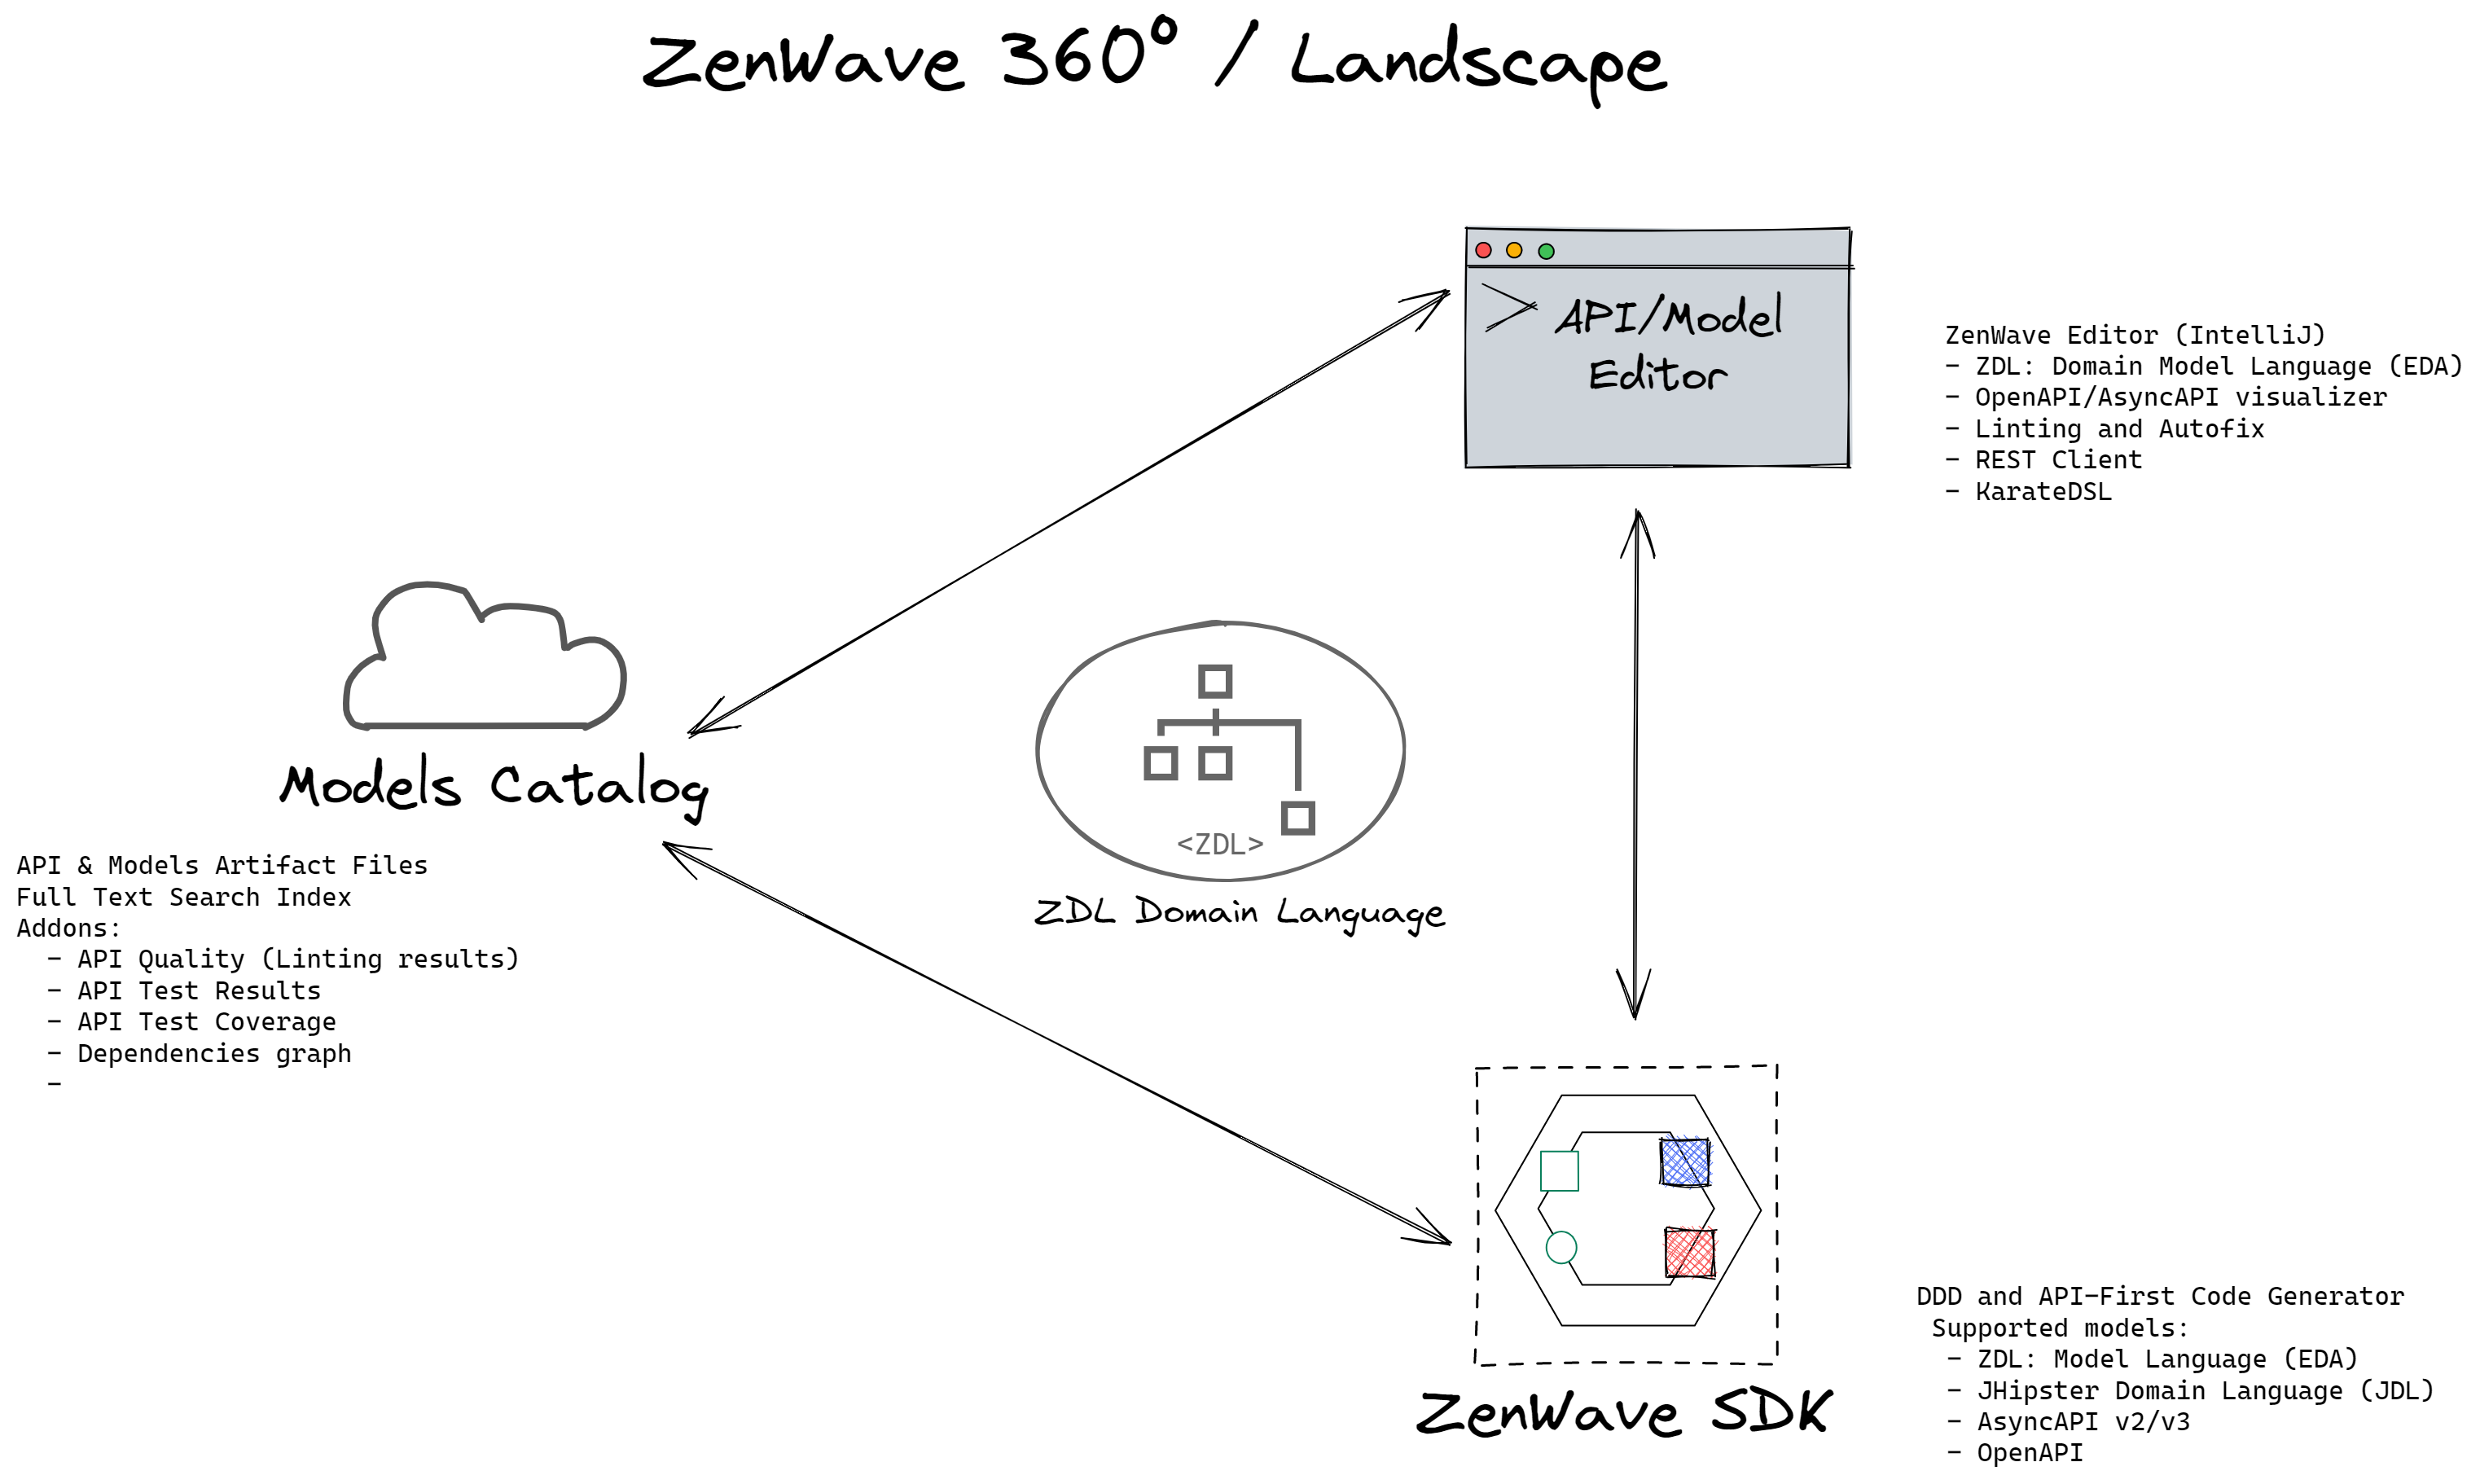 ZenWave 360° / Landscape
API/Model
Editor
ZenWave Editor (IntelliJ)
- ZDL: Domain Model Language (EDA)
- OpenAPI/AsyncAPI visualizer
- Linting and Autofix
- REST Client
- KarateDSL
Models Catalog
API & Models Artifact Files
Full Text Search Index
Addons:
- API Quality (Linting results)
- API Test Results
- API Test Coverage
- Dependencies graph
-
<ZDL>
ZDL Domain Language
ZenWave SDK
DDD and API-First Code Generator
Supported models:
- ZDL: Model Language (EDA)
- JHipster Domain Language (JDL)
- AsyncAPI v2/v3
- OpenAPI